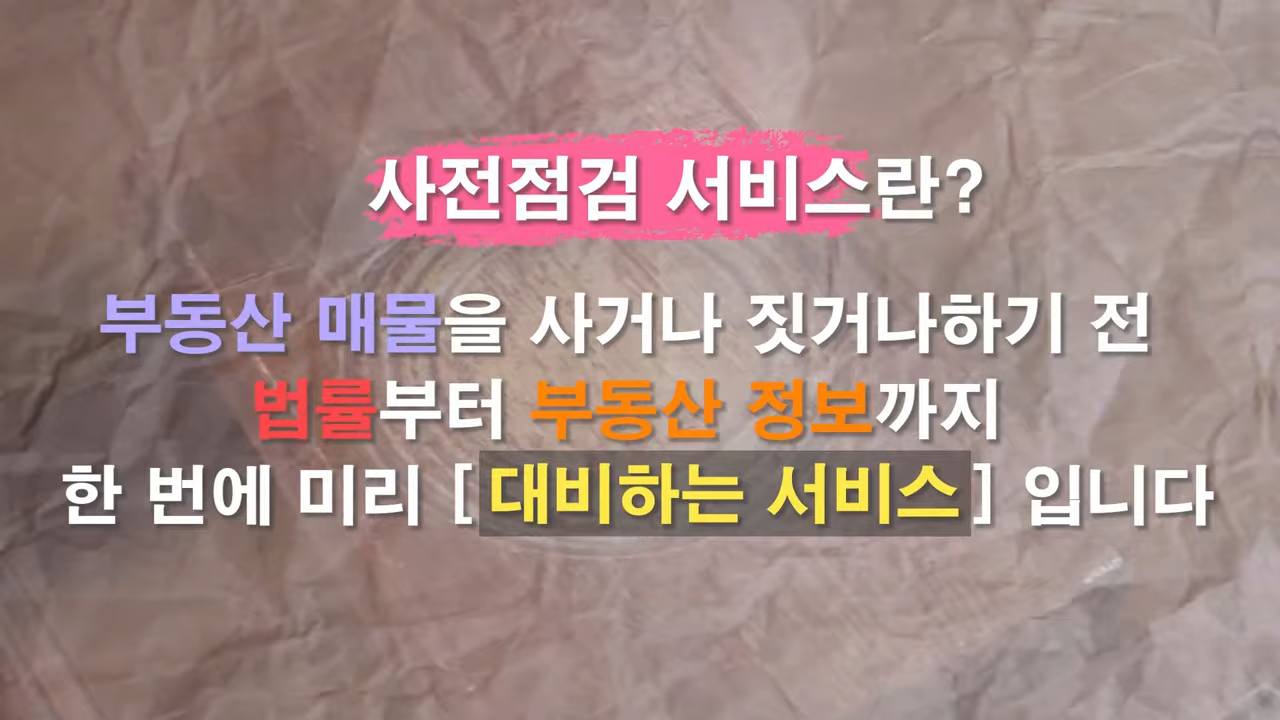 사전점검 서비스란?
부동산 매물을 사거나 짓거나하기 전
법률부터 부동산 정보까지
한 번에 미리 [대비하는 서비스] 입니다